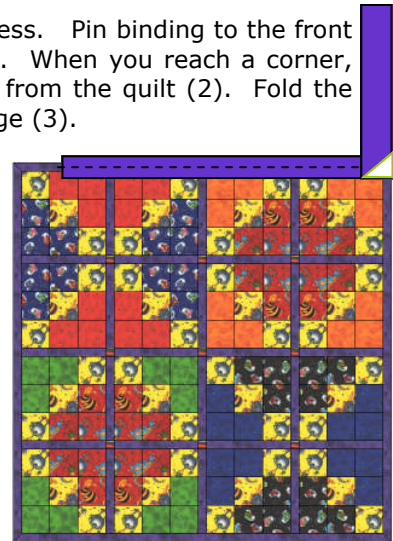 ess. Pin binding to the front
. When you reach a corner,
from the quilt (2). Fold the
ge (3).